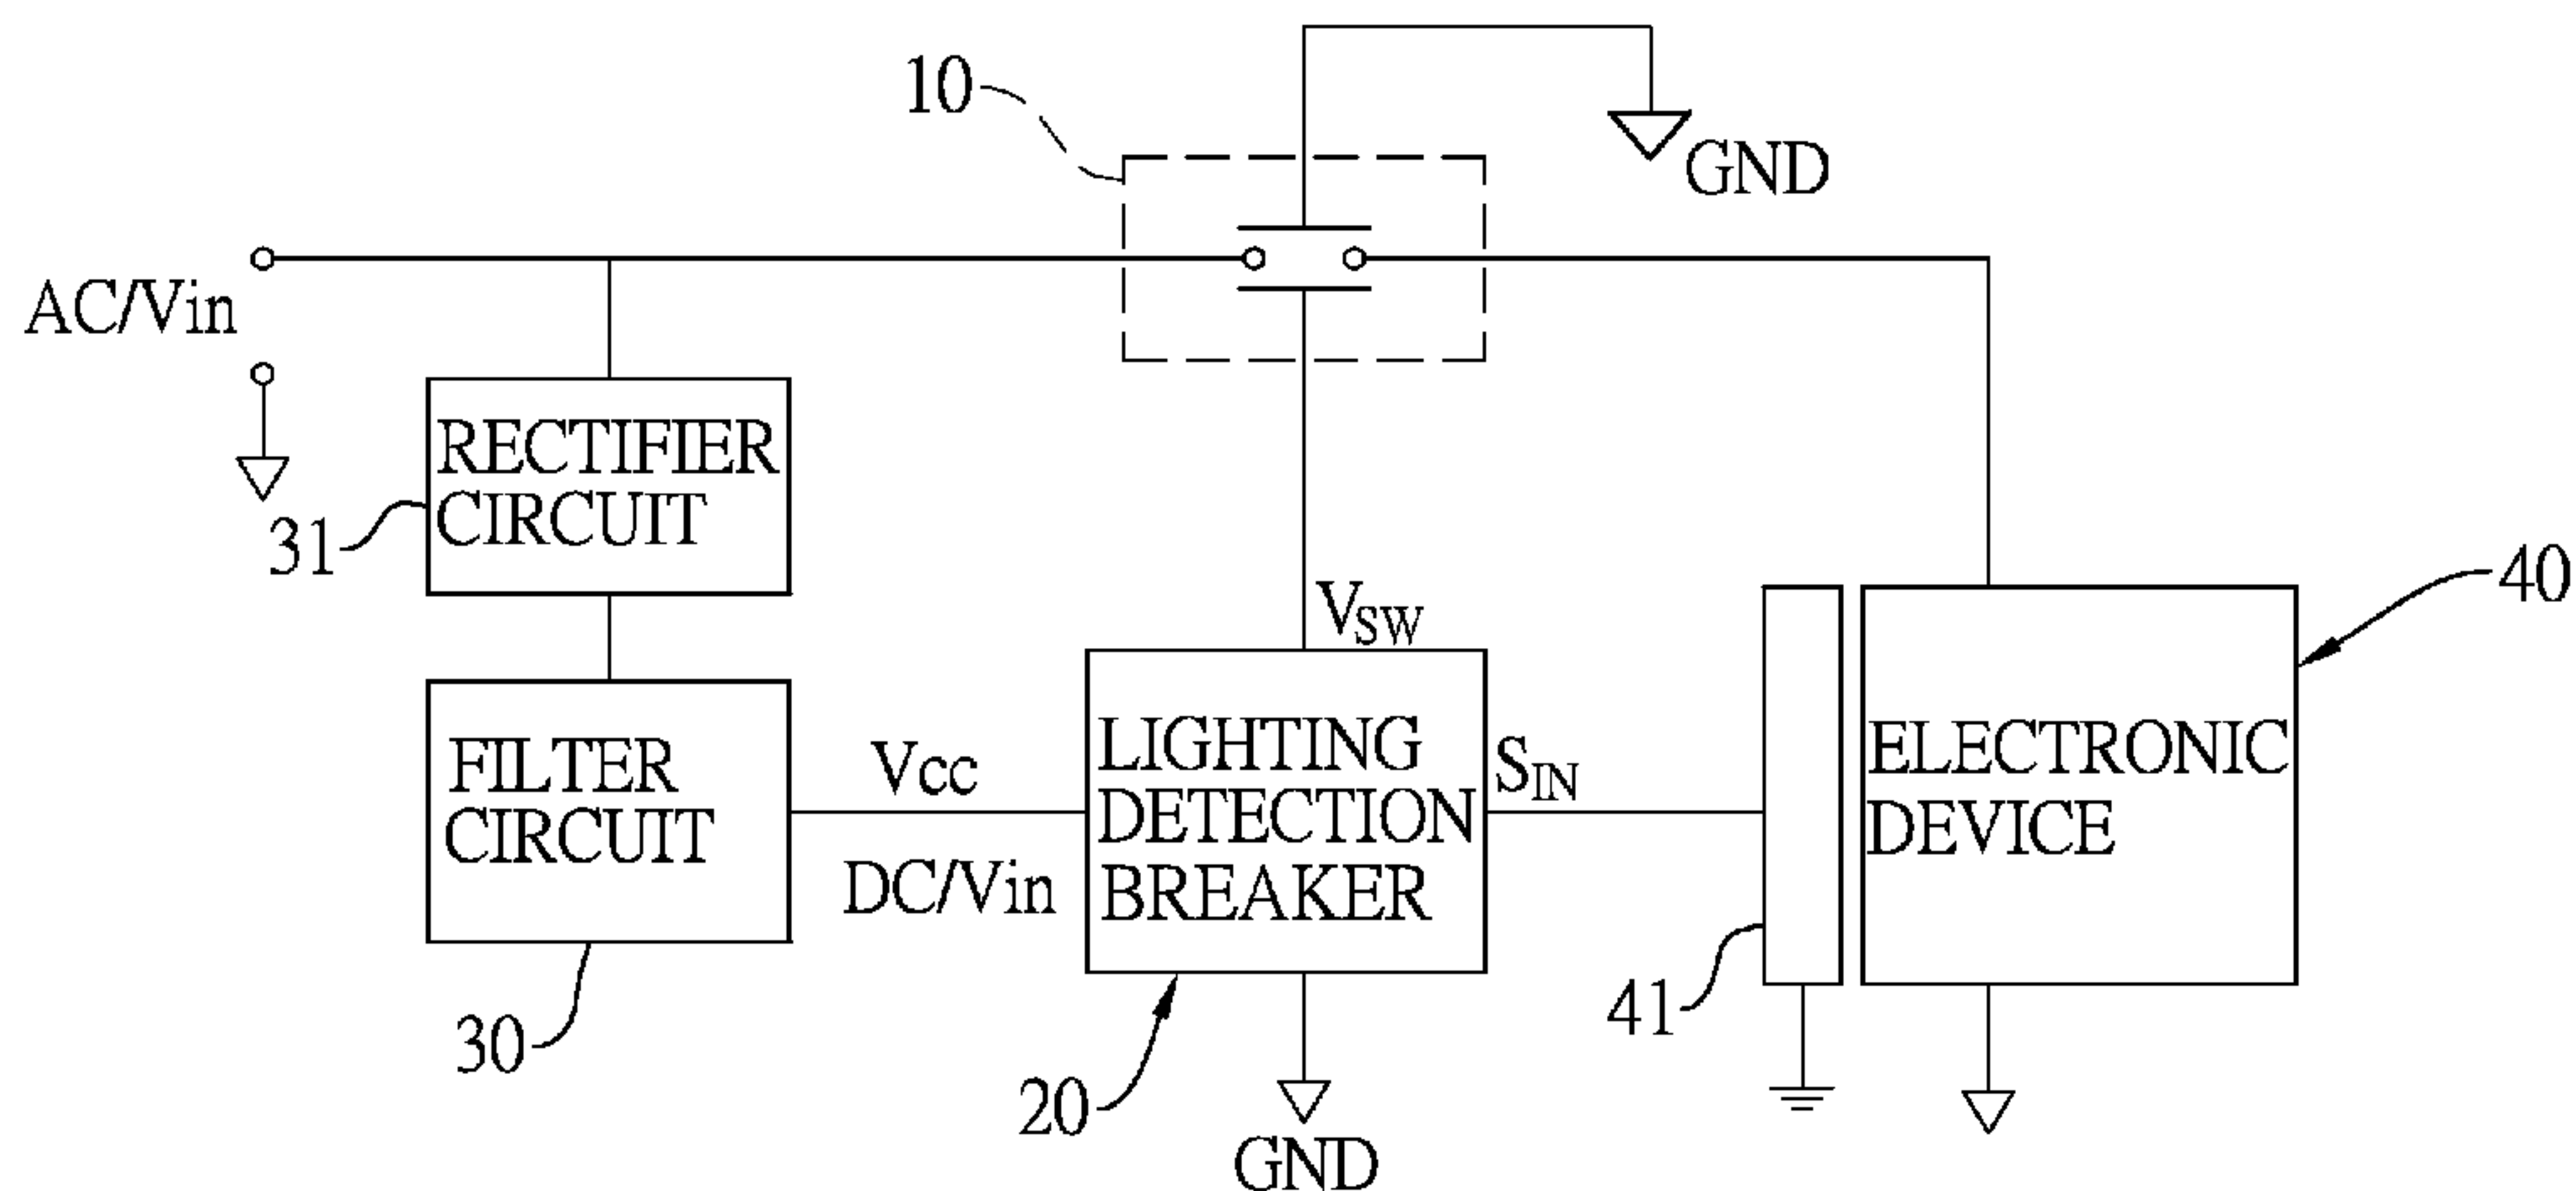 10
GND
AC/Vin
RECTIFIER
CIRCUIT
31
40
VSW
FILTER
CIRCUIT
Vcc
DC/Vin
LIGHTING
DETECTION
BREAKER
SIN
ELECTRONIC
DEVICE
41
30
20
GND